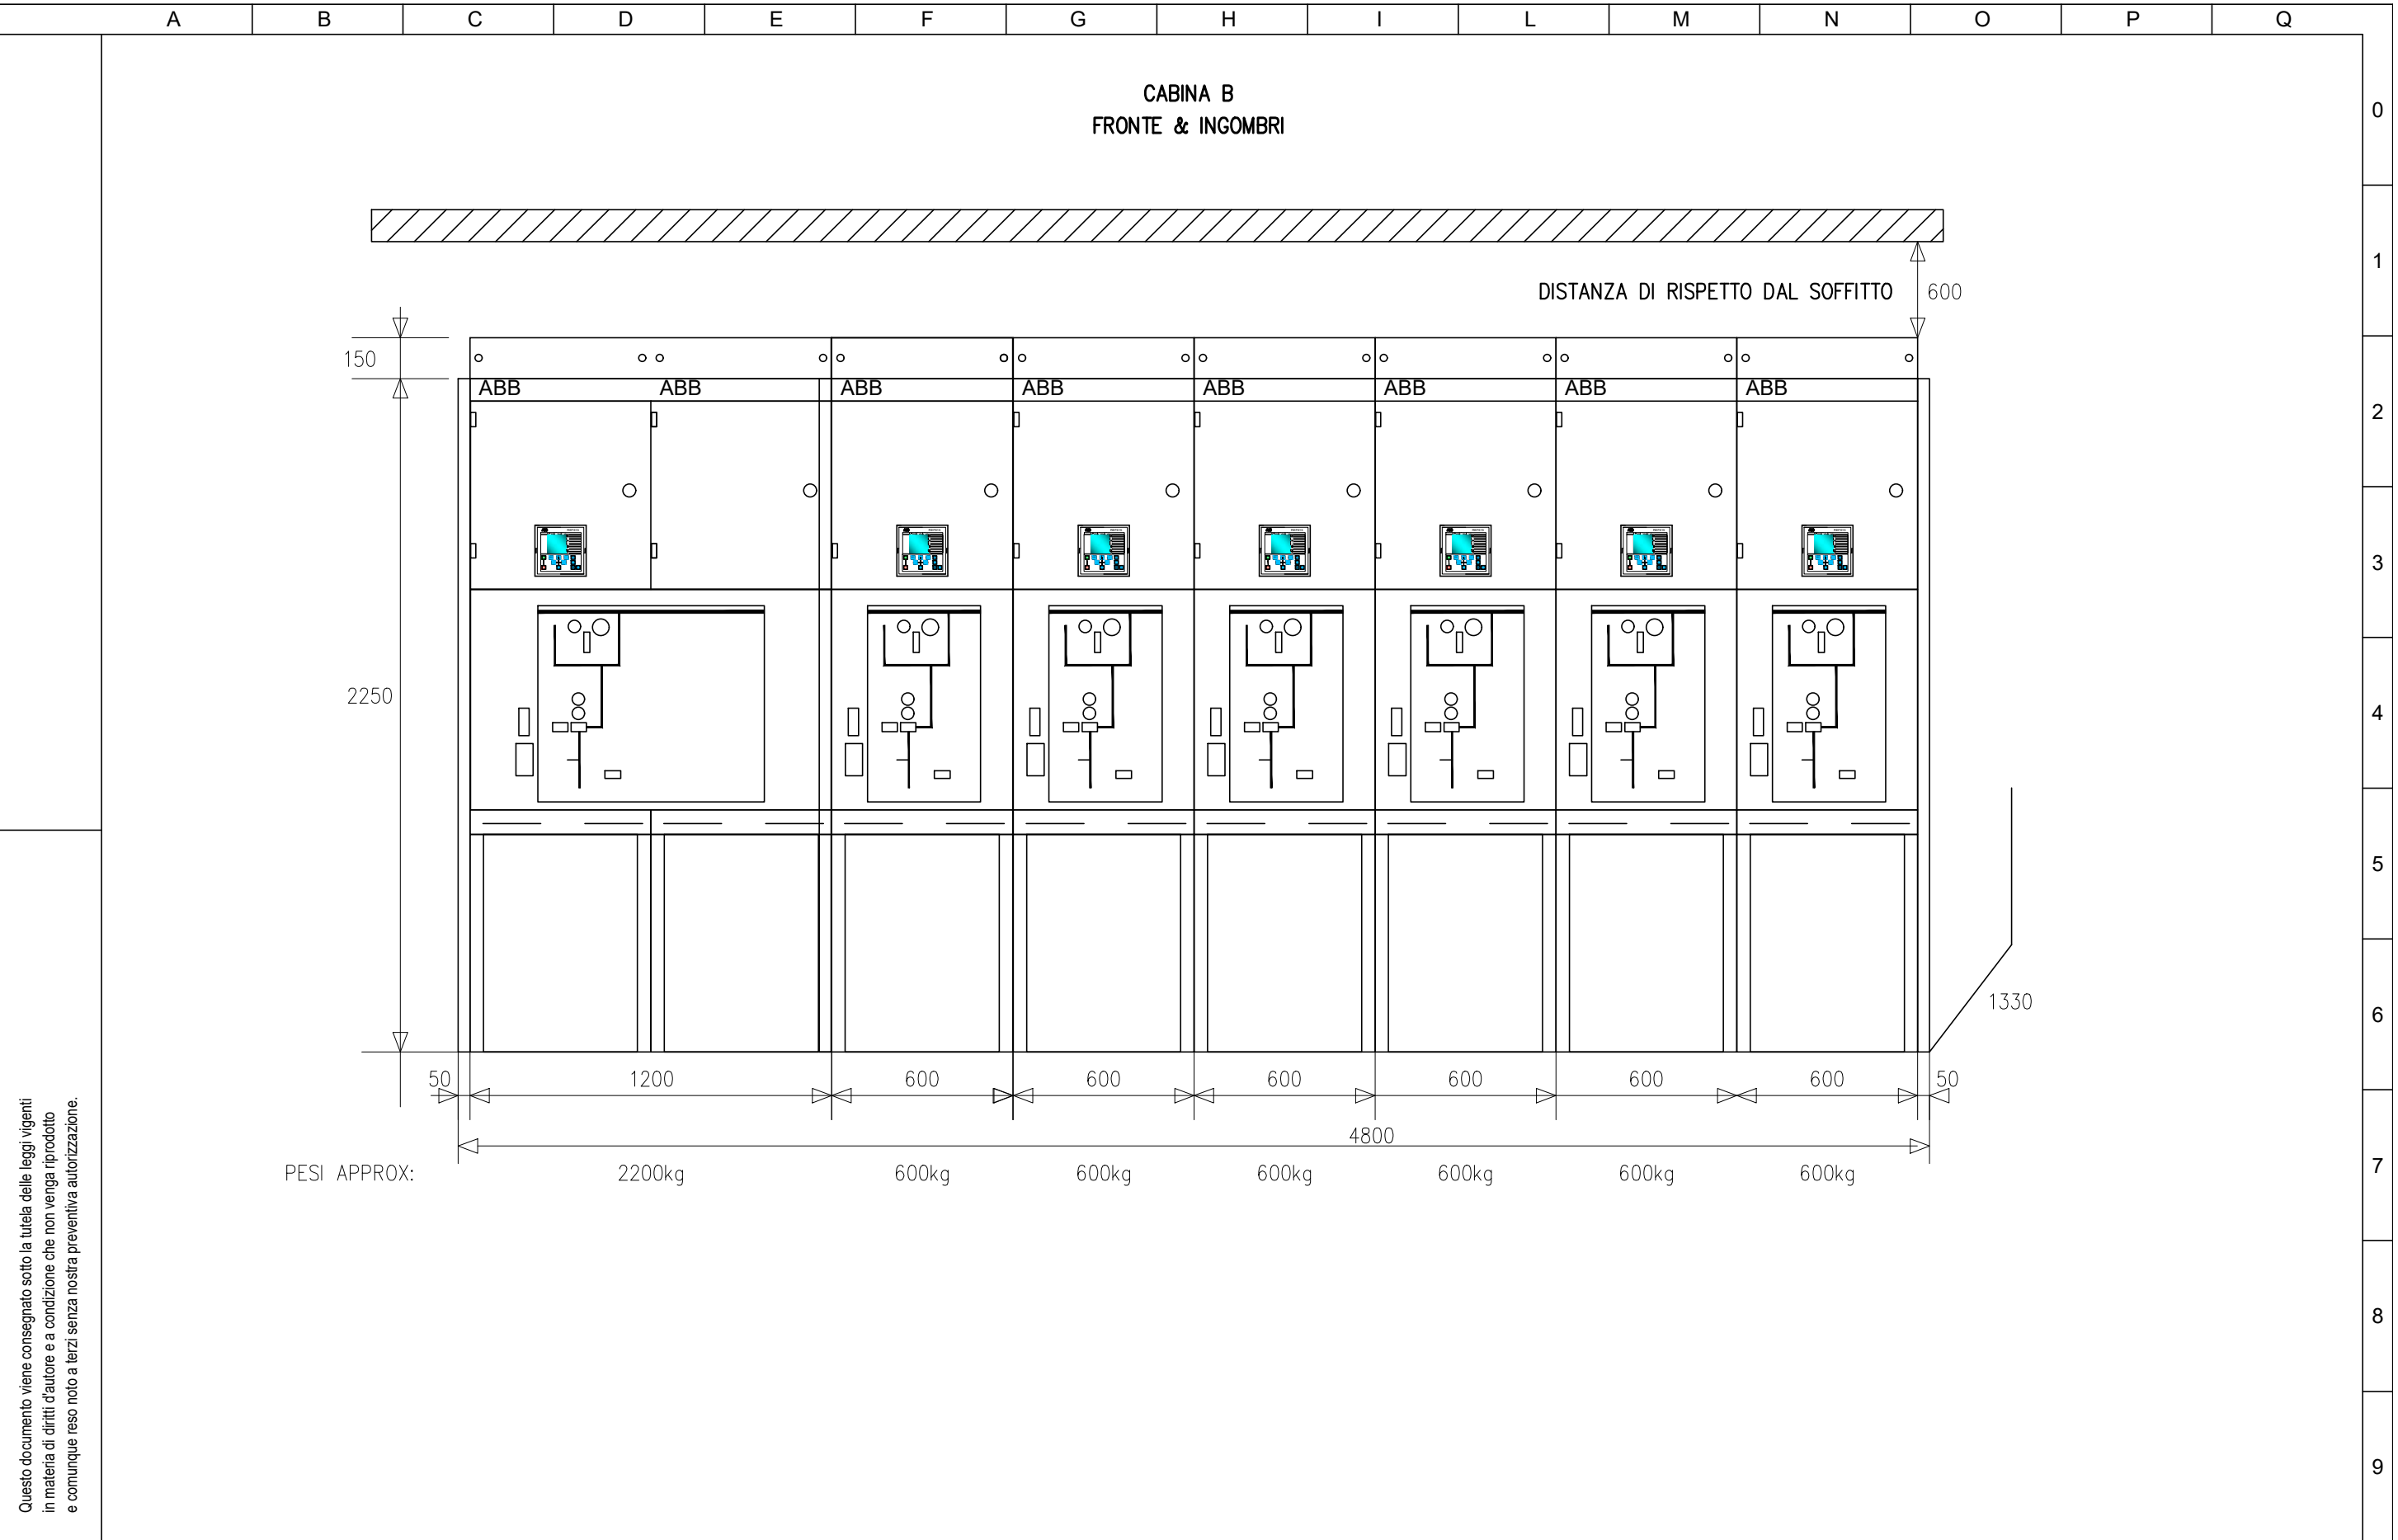 A B C D E F G H I L M N O P Q
CABINA B
FRONTE & INGOMBRI
0
1
DISTANZA DI RISPETTO DAL SOFFITTO 600
150
ABB ABB ABB ABB ABB ABB ABB ABB
2
3
2250
4
5
1330
6
50 1200 600 600 600 600 600 600 50
4800
PESI APPROX: 2200kg 600kg 600kg 600kg 600kg 600kg 600kg
7
8
9
Questo documento viene consegnato sotto la tutela delle leggi vigenti
in materia di diritti d'autore e a condizione che non venga riprodotto
e comunque reso noto a terzi senza nostra preventiva autorizzazione.